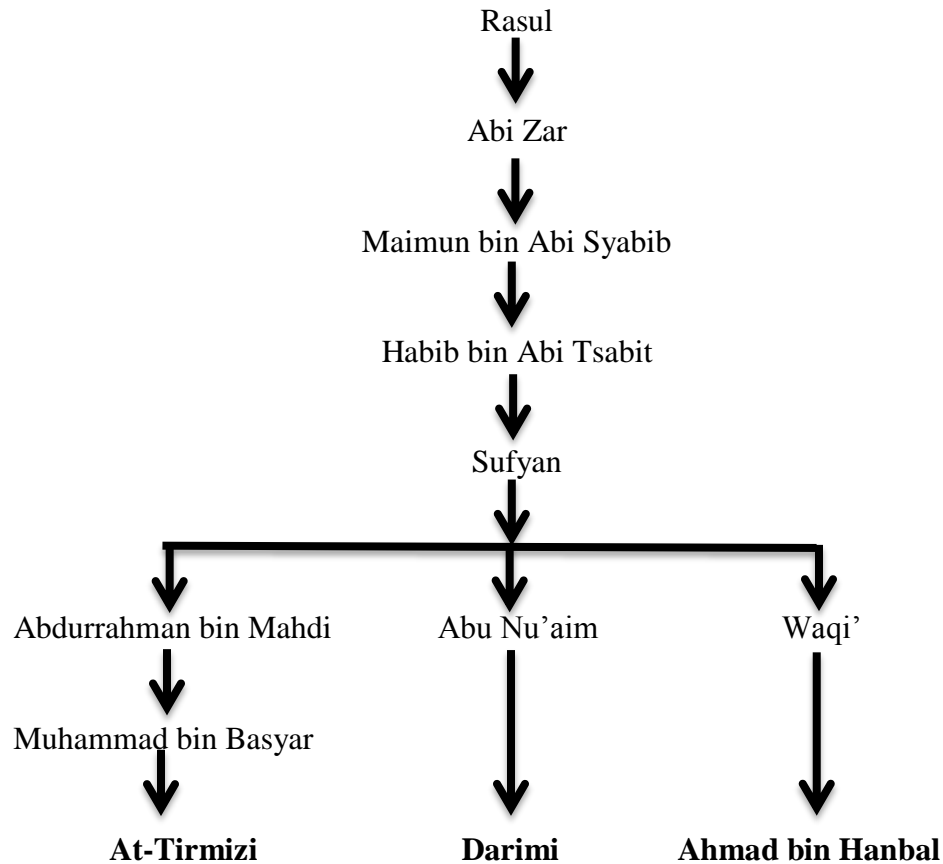 Rasul
Abi Zar
Maimun bin Abi Syabib
Habib bin Abi Tsabit
Sufyan
Abdurrahman bin Mahdi Abu Nu’aim Waqi’
Muhammad bin Basyar
At-Tirmizi Darimi Ahmad bin Hanbal